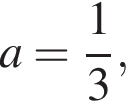 a = 1/3,